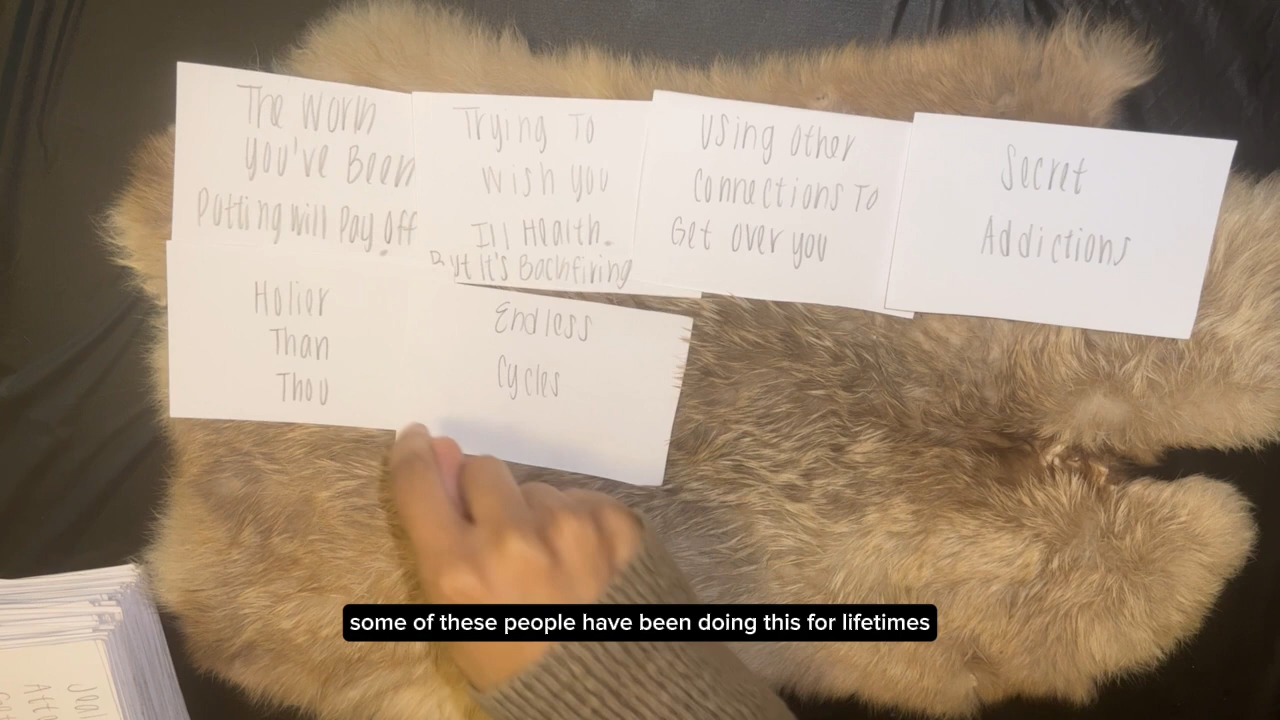 The Worn
You've Been
Putting Will Pay Off.
Trying To
Wish you
Ill Health.
But It's Backfiring
Using Other
Connections To
Get over you
Secret
Addictions
Holier
Than
Thou
Endless
Cycles
some of these people have been doing this for lifetimes